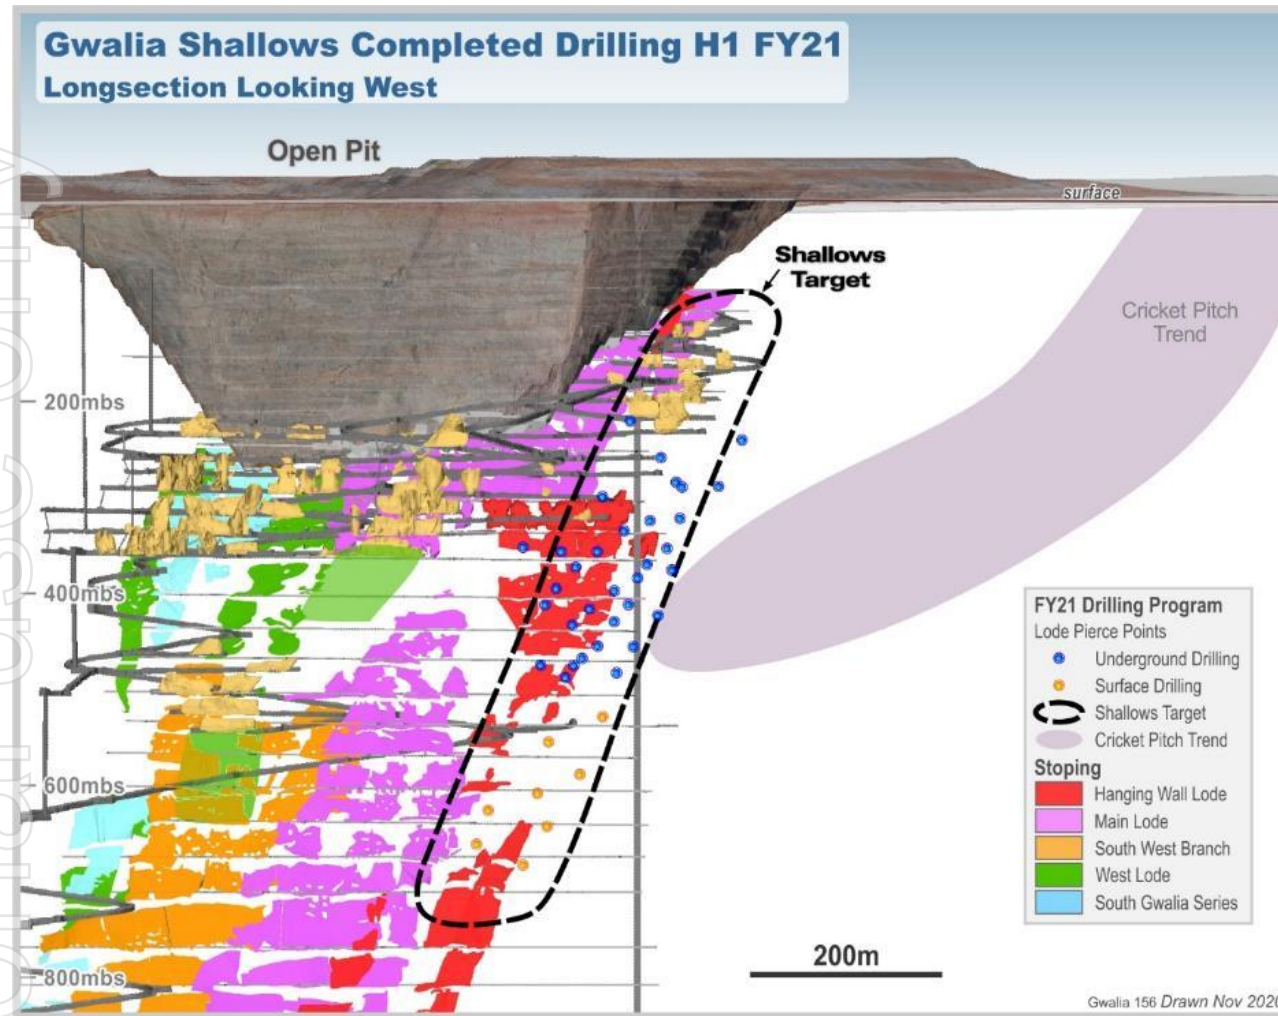 Gwalia Shallows Completed Drilling H1 FY21
Longsection Looking West
Open Pit
surface
Shallows
Target
Cricket Pitch
Trend
200mbs
400mbs
600mbs
800mbs
FY21 Drilling Program
Lode Pierce Points
Underground Drilling
Surface Drilling
Shallows Target
Cricket Pitch Trend
Stoping
Hanging Wall Lode
Main Lode
South West Branch
West Lode
South Gwalia Series
200m
Gwalia 156 Drawn Nov 2020